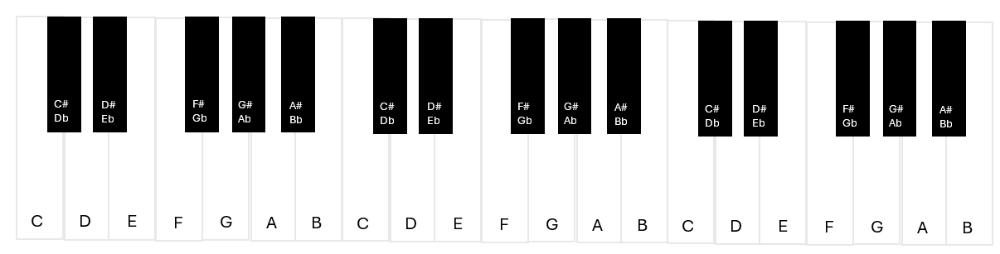 C# D# F# G# A# C# D# F# G# A# C# D# F# G# A#
Db Eb Gb Ab Bb Db Eb Gb Ab Bb Db Eb Gb Ab Bb
C D E F G A B C D E F G A B C D E F G A B